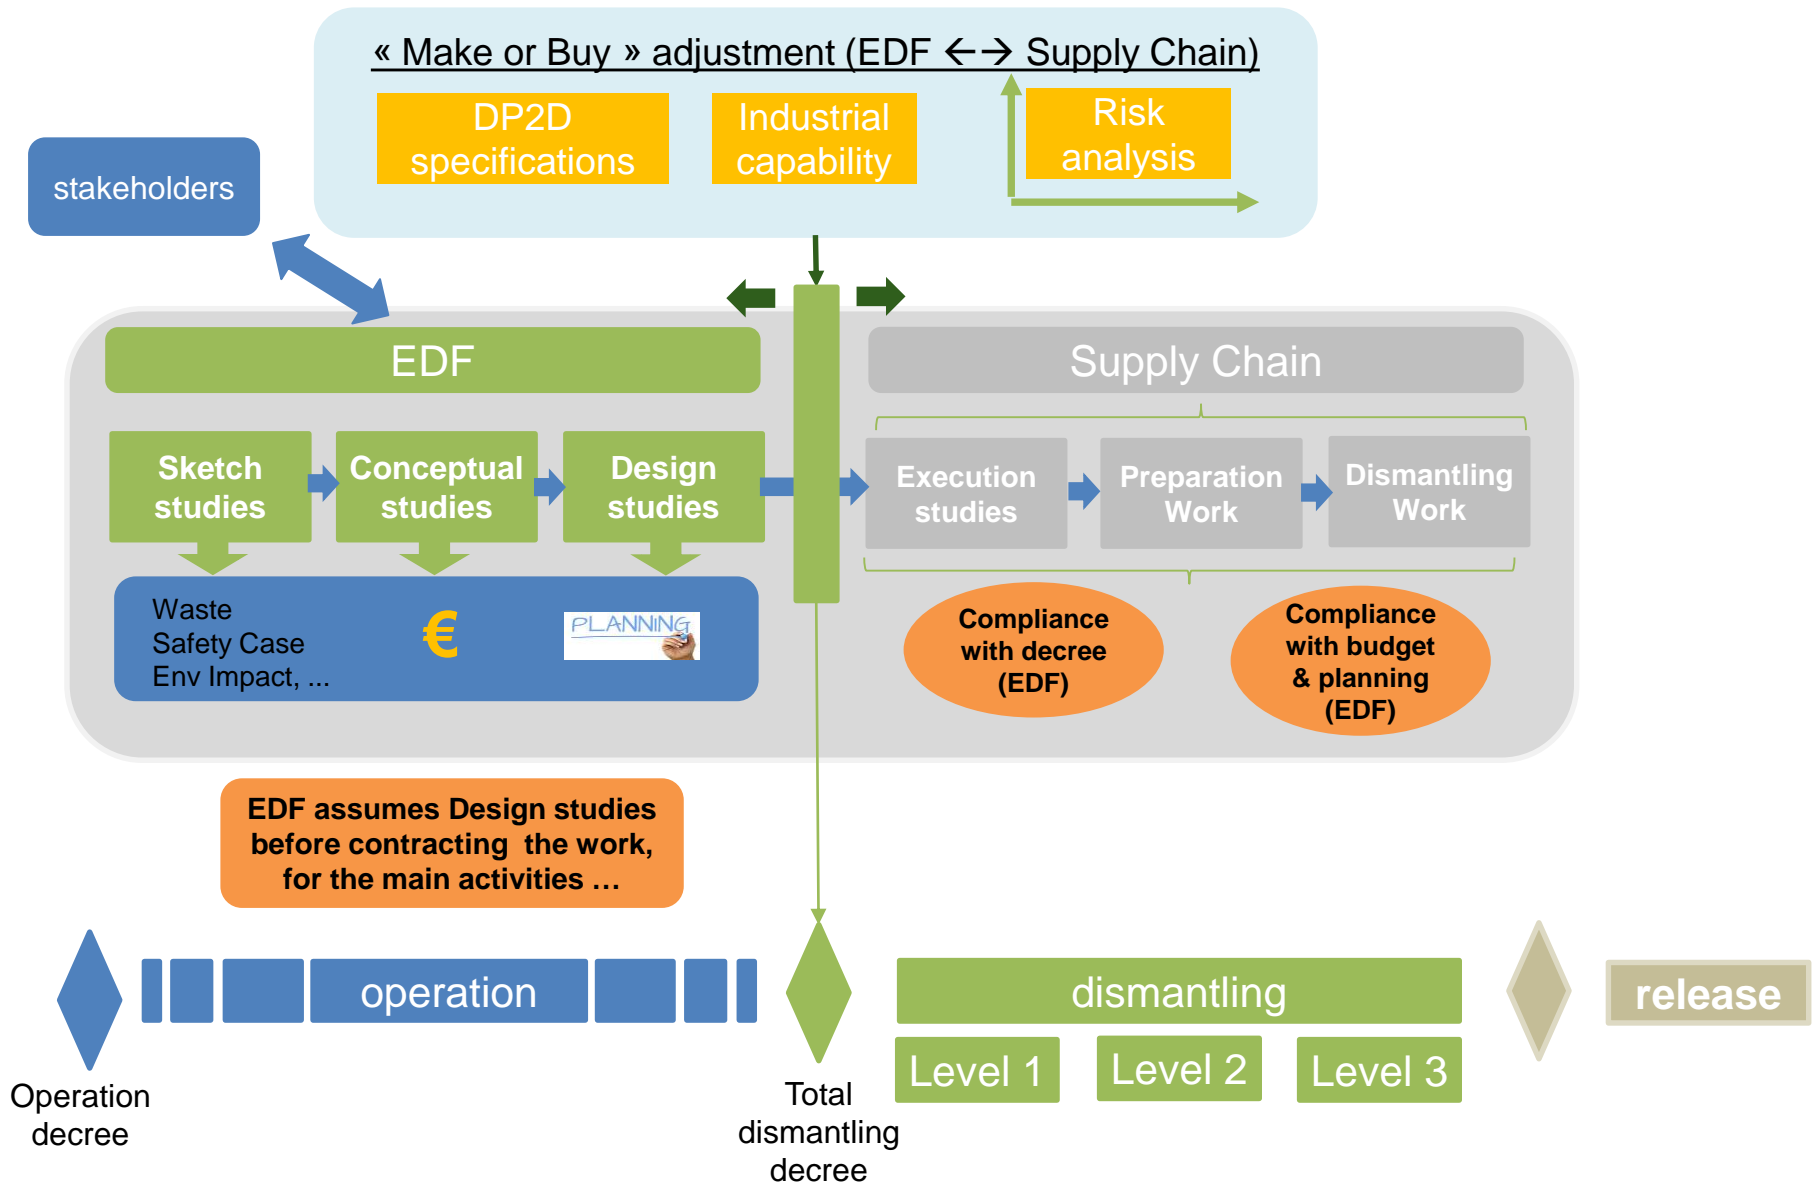 « Make or Buy » adjustment (EDF ←→ Supply Chain)
DP2D
specifications
Industrial
capability
Risk
analysis
stakeholders
EDF
Supply Chain
Sketch
studies
Conceptual
studies
Design
studies
Execution
studies
Preparation
Work
Dismantling
Work
Waste
Safety Case
Env Impact, ...
€
PLANNING
Compliance
with decree
(EDF)
Compliance
with budget
& planning
(EDF)
EDF assumes Design studies
before contracting the work,
for the main activities …
operation
dismantling
release
Level 1
Level 2
Level 3
Operation
decree
Total
dismantling
decree